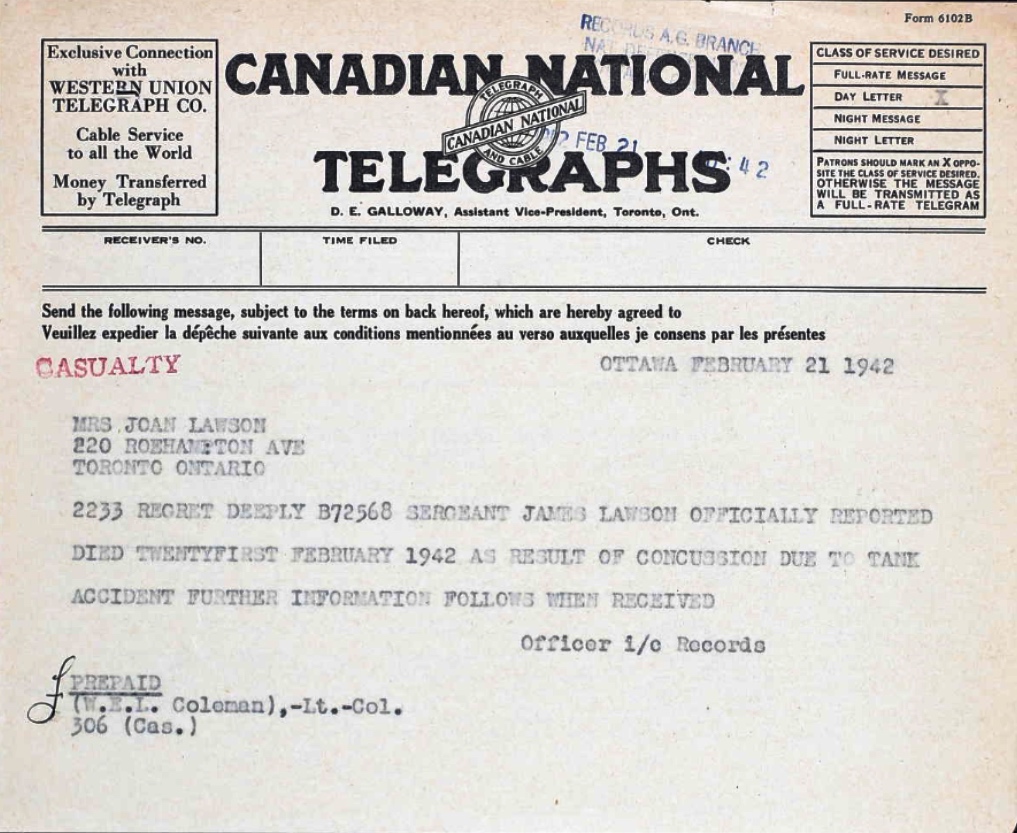 Form 6102B
RECORDS A.G. BRANCH
Exclusive Connection
with
WESTERN UNION
TELEGRAPH CO.
Cable Service
to all the World
Money Transferred
by Telegraph
CANADIAN NATIONAL
TELEGRAPH
CANADIAN NATIONAL
AND CABLE
FEB 21
:42
TELEGRAPHS
D. E. GALLOWAY, Assistant Vice-President, Toronto, Ont.
CLASS OF SERVICE DESIRED
FULL-RATE MESSAGE
DAY LETTER X
NIGHT MESSAGE
NIGHT LETTER
PATRONS SHOULD MARK AN X OPPO-
SITE THE CLASS OF SERVICE DESIRED.
OTHERWISE THE MESSAGE
WILL BE TRANSMITTED AS
A FULL-RATE TELEGRAM
RECEIVER'S NO. TIME FILED CHECK
Send the following message, subject to the terms on back hereof, which are hereby agreed to
Veuillez expedier la dépêche suivante aux conditions mentionnées au verso auxquelles je consens par les présentes
CASUALTY OTTAWA FEBRUARY 21 1942
MRS JOAN LAWSON
220 ROEHAMPTON AVE
TORONTO ONTARIO
2233 REGRET DEEPLY B72568 SERGEANT JAMES LAWSON OFFICIALLY REPORTED
DIED TWENTYFIRST FEBRUARY 1942 AS RESULT OF CONCUSSION DUE TO TANK
ACCIDENT FURTHER INFORMATION FOLLOWS WHEN RECEIVED
Officer i/c Records
PREPAID
(W.E.L. Coleman),-Lt.-Col.
306 (Cas.)